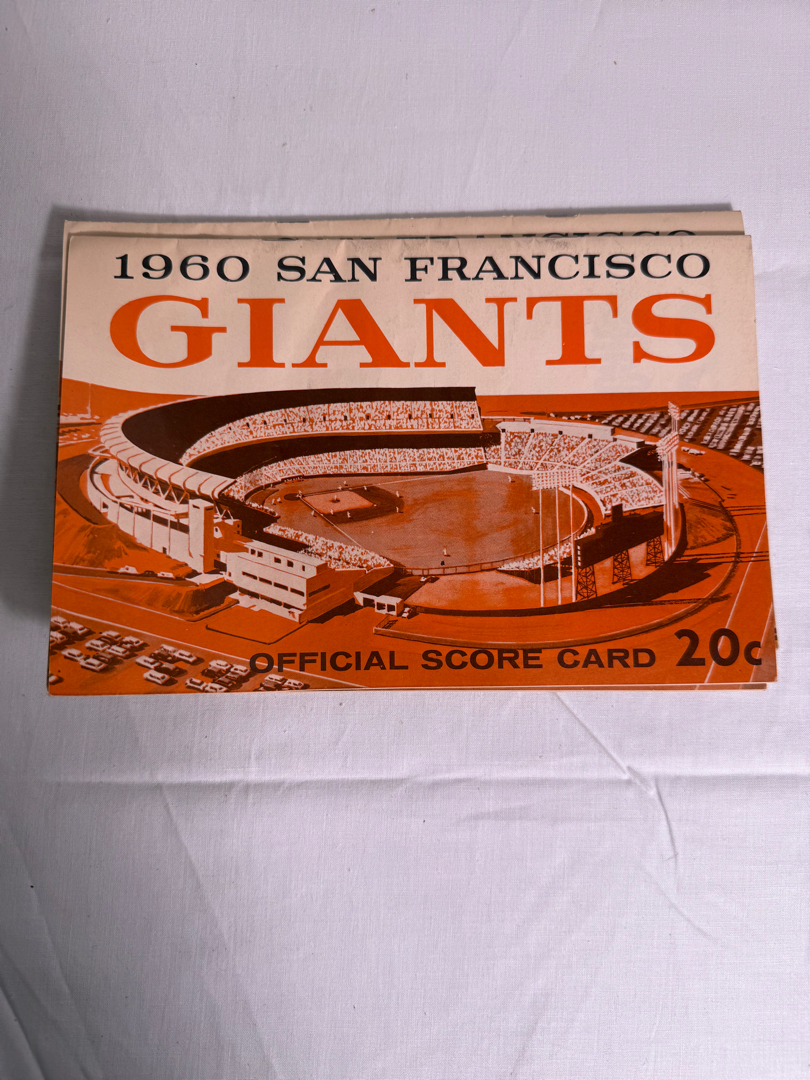 1960 SAN FRANCISCO
GIANTS
OFFICIAL SCORE CARD 20c